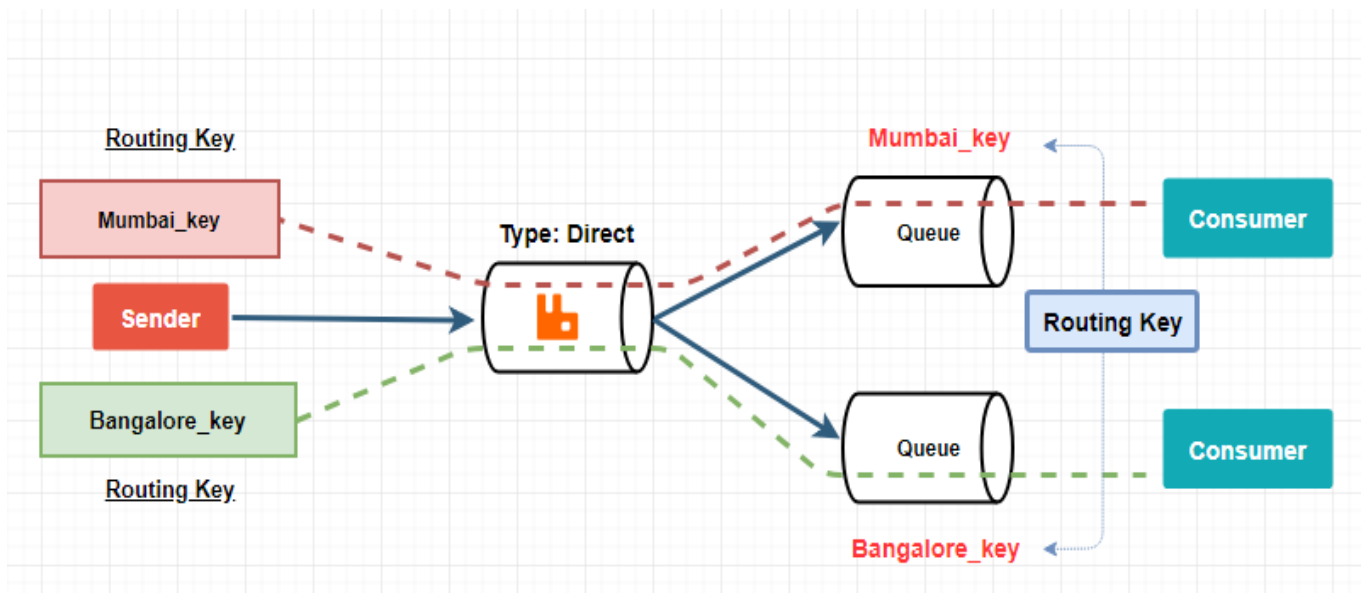 Routing Key
Mumbai_key
Sender
Bangalore_key
Routing Key
Type: Direct
Mumbai_key
Queue
Consumer
Routing Key
Queue
Consumer
Bangalore_key